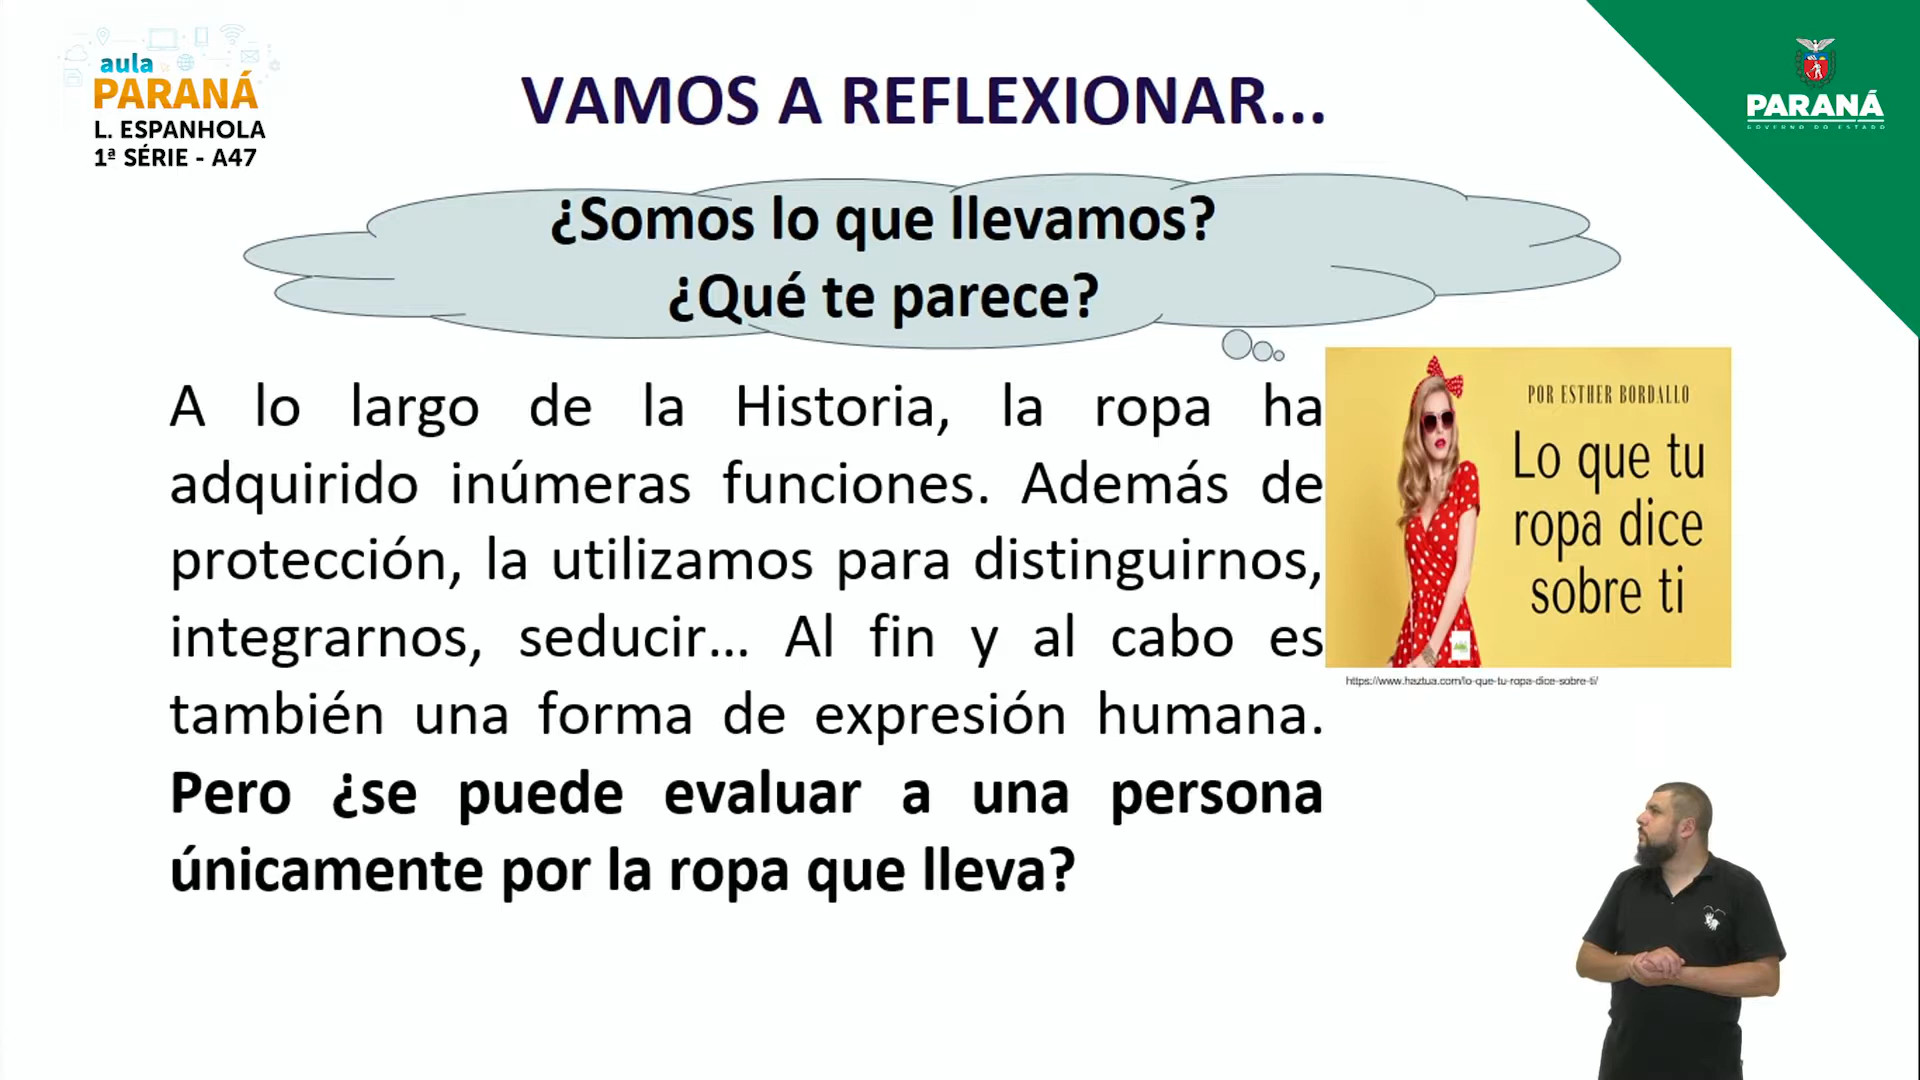 aula
PARANÁ
L. ESPANHOLA
1ª SÉRIE - A47
VAMOS A REFLEXIONAR...
PARANÁ
GOVERNO DO ESTADO
¿Somos lo que llevamos?
¿Qué te parece?
A lo largo de la Historia, la ropa ha
adquirido inúmeras funciones. Además de
protección, la utilizamos para distinguirnos,
integrarnos, seducir... Al fin y al cabo es
también una forma de expresión humana.
Pero ¿se puede evaluar a una persona
únicamente por la ropa que lleva?
POR ESTHER BORDALLO
Lo que tu
ropa dice
sobre ti
https://www.haztua.com/lo-que-tu-ropa-dice-sobre-ti/